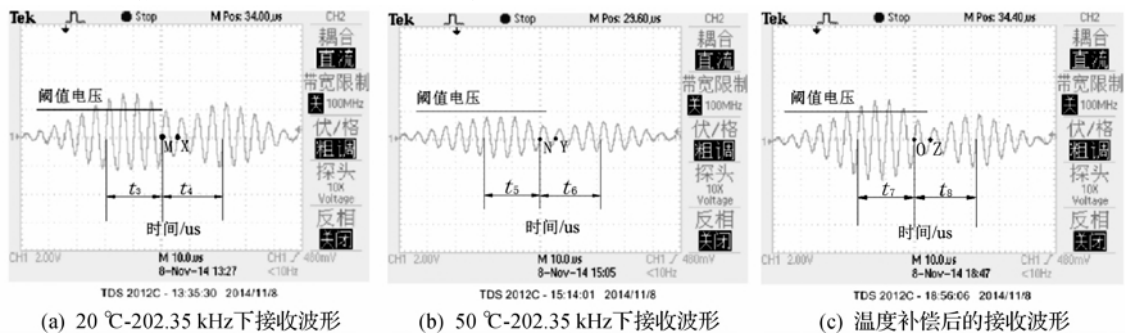 Tek Stop M Pos: 34.00µs CH2
耦合
直流
带宽限制
关 100MHz
伏/格
粗调
探头
10X
Voltage
反相
关闭
阈值电压
1
M X
t3 t4
时间/us
CH1 2.00V M 10.0µs CH1 480mV
8-Nov-14 13:27 <10Hz
TDS 2012C - 13:35:30 2014/11/8
(a) 20 ℃-202.35 kHz下接收波形
Tek Stop M Pos: 29.60µs CH2
耦合
直流
带宽限制
关 100MHz
伏/格
粗调
探头
10X
Voltage
反相
关闭
阈值电压
1
N Y
t5 t6
时间/us
CH1 2.00V M 10.0µs CH1 480mV
8-Nov-14 15:05 <10Hz
TDS 2012C - 15:14:01 2014/11/8
(b) 50 ℃-202.35 kHz下接收波形
Tek Stop M Pos: 34.40µs CH2
耦合
直流
带宽限制
关 100MHz
伏/格
粗调
探头
10X
Voltage
反相
关闭
阈值电压
1
O Z
t7 t8
时间/us
CH1 2.00V M 10.0µs CH1 480mV
8-Nov-14 18:47 <10Hz
TDS 2012C - 18:56:06 2014/11/8
(c) 温度补偿后的接收波形